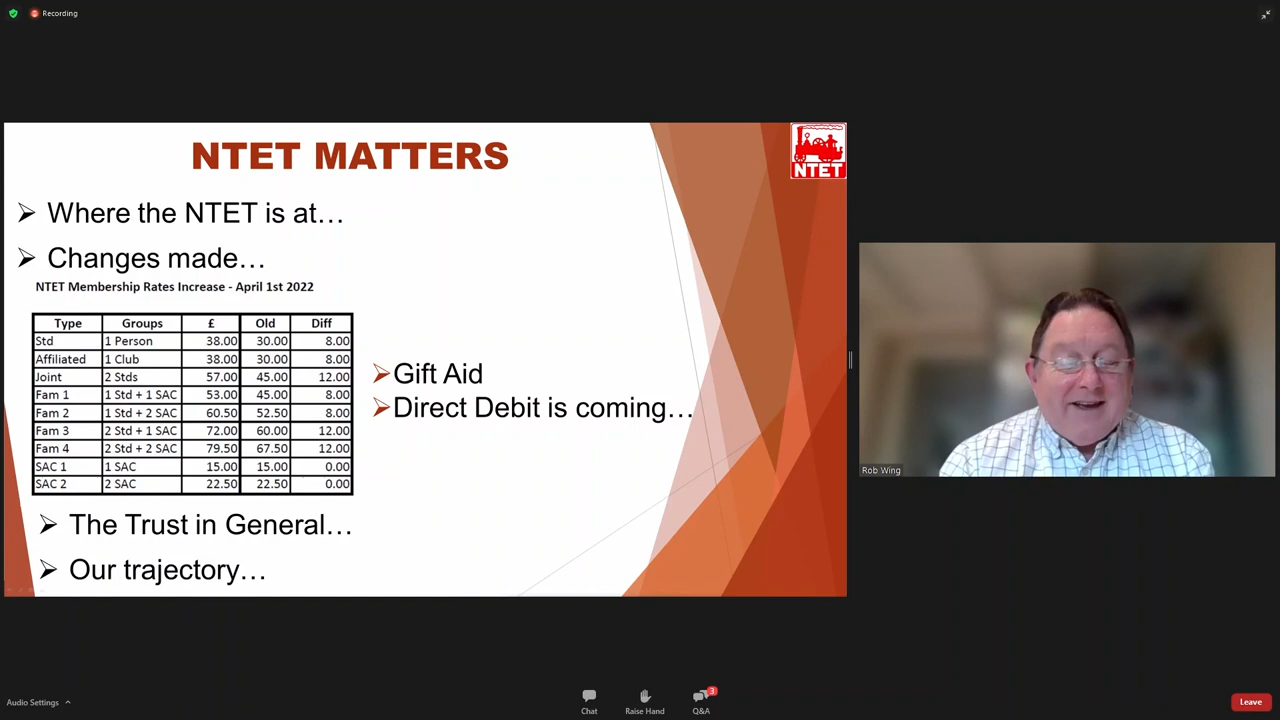 Recording
NTET MATTERS
NTET
Where the NTET is at…
Changes made…
NTET Membership Rates Increase - April 1st 2022
Type Groups £ Old Diff
Std 1 Person 38.00 30.00 8.00
Affiliated 1 Club 38.00 30.00 8.00
Joint 2 Stds 57.00 45.00 12.00
Fam 1 1 Std + 1 SAC 53.00 45.00 8.00
Fam 2 1 Std + 2 SAC 60.50 52.50 8.00
Fam 3 2 Std + 1 SAC 72.00 60.00 12.00
Fam 4 2 Std + 2 SAC 79.50 67.50 12.00
SAC 1 1 SAC 15.00 15.00 0.00
SAC 2 2 SAC 22.50 22.50 0.00
Gift Aid
Direct Debit is coming…
The Trust in General…
Our trajectory…
Rob Wing
Audio Settings
Chat
Raise Hand
3
Q&A
Leave